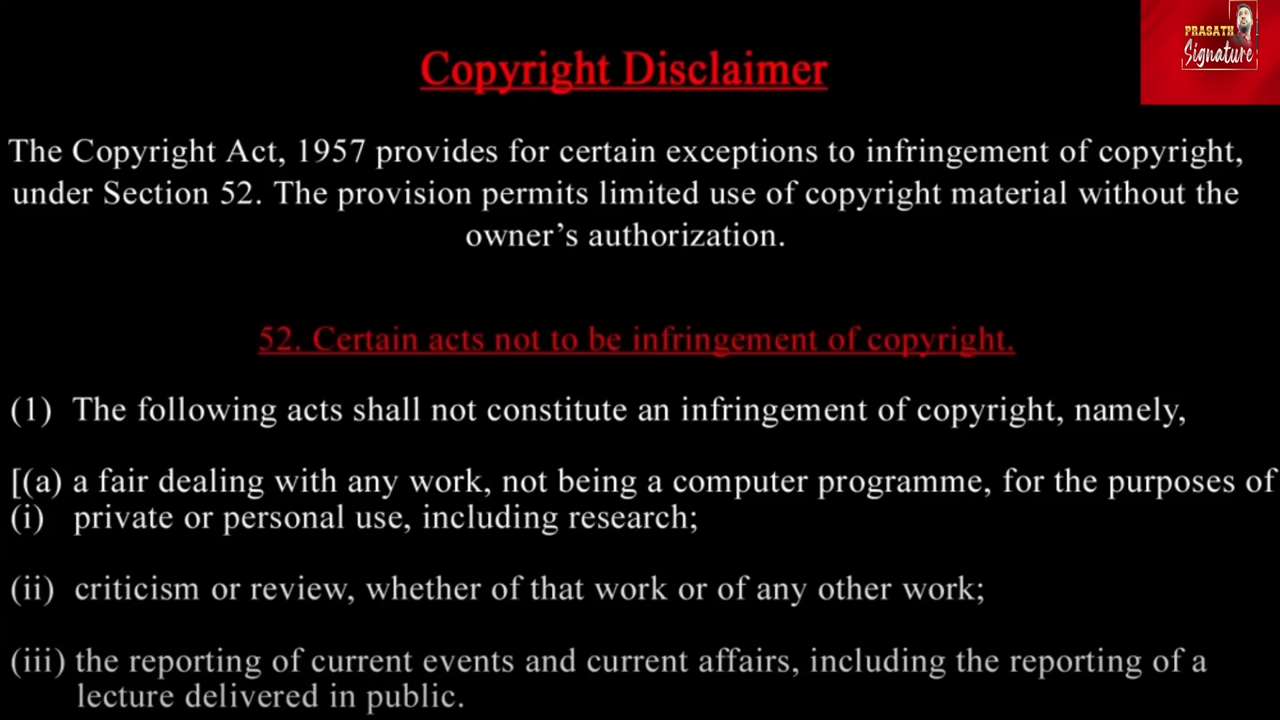 PRASATH
Signature
Copyright Disclaimer
The Copyright Act, 1957 provides for certain exceptions to infringement of copyright,
under Section 52. The provision permits limited use of copyright material without the
owner’s authorization.
52. Certain acts not to be infringement of copyright.
(1) The following acts shall not constitute an infringement of copyright, namely,
[(a) a fair dealing with any work, not being a computer programme, for the purposes of
(i) private or personal use, including research;
(ii) criticism or review, whether of that work or of any other work;
(iii) the reporting of current events and current affairs, including the reporting of a
lecture delivered in public.